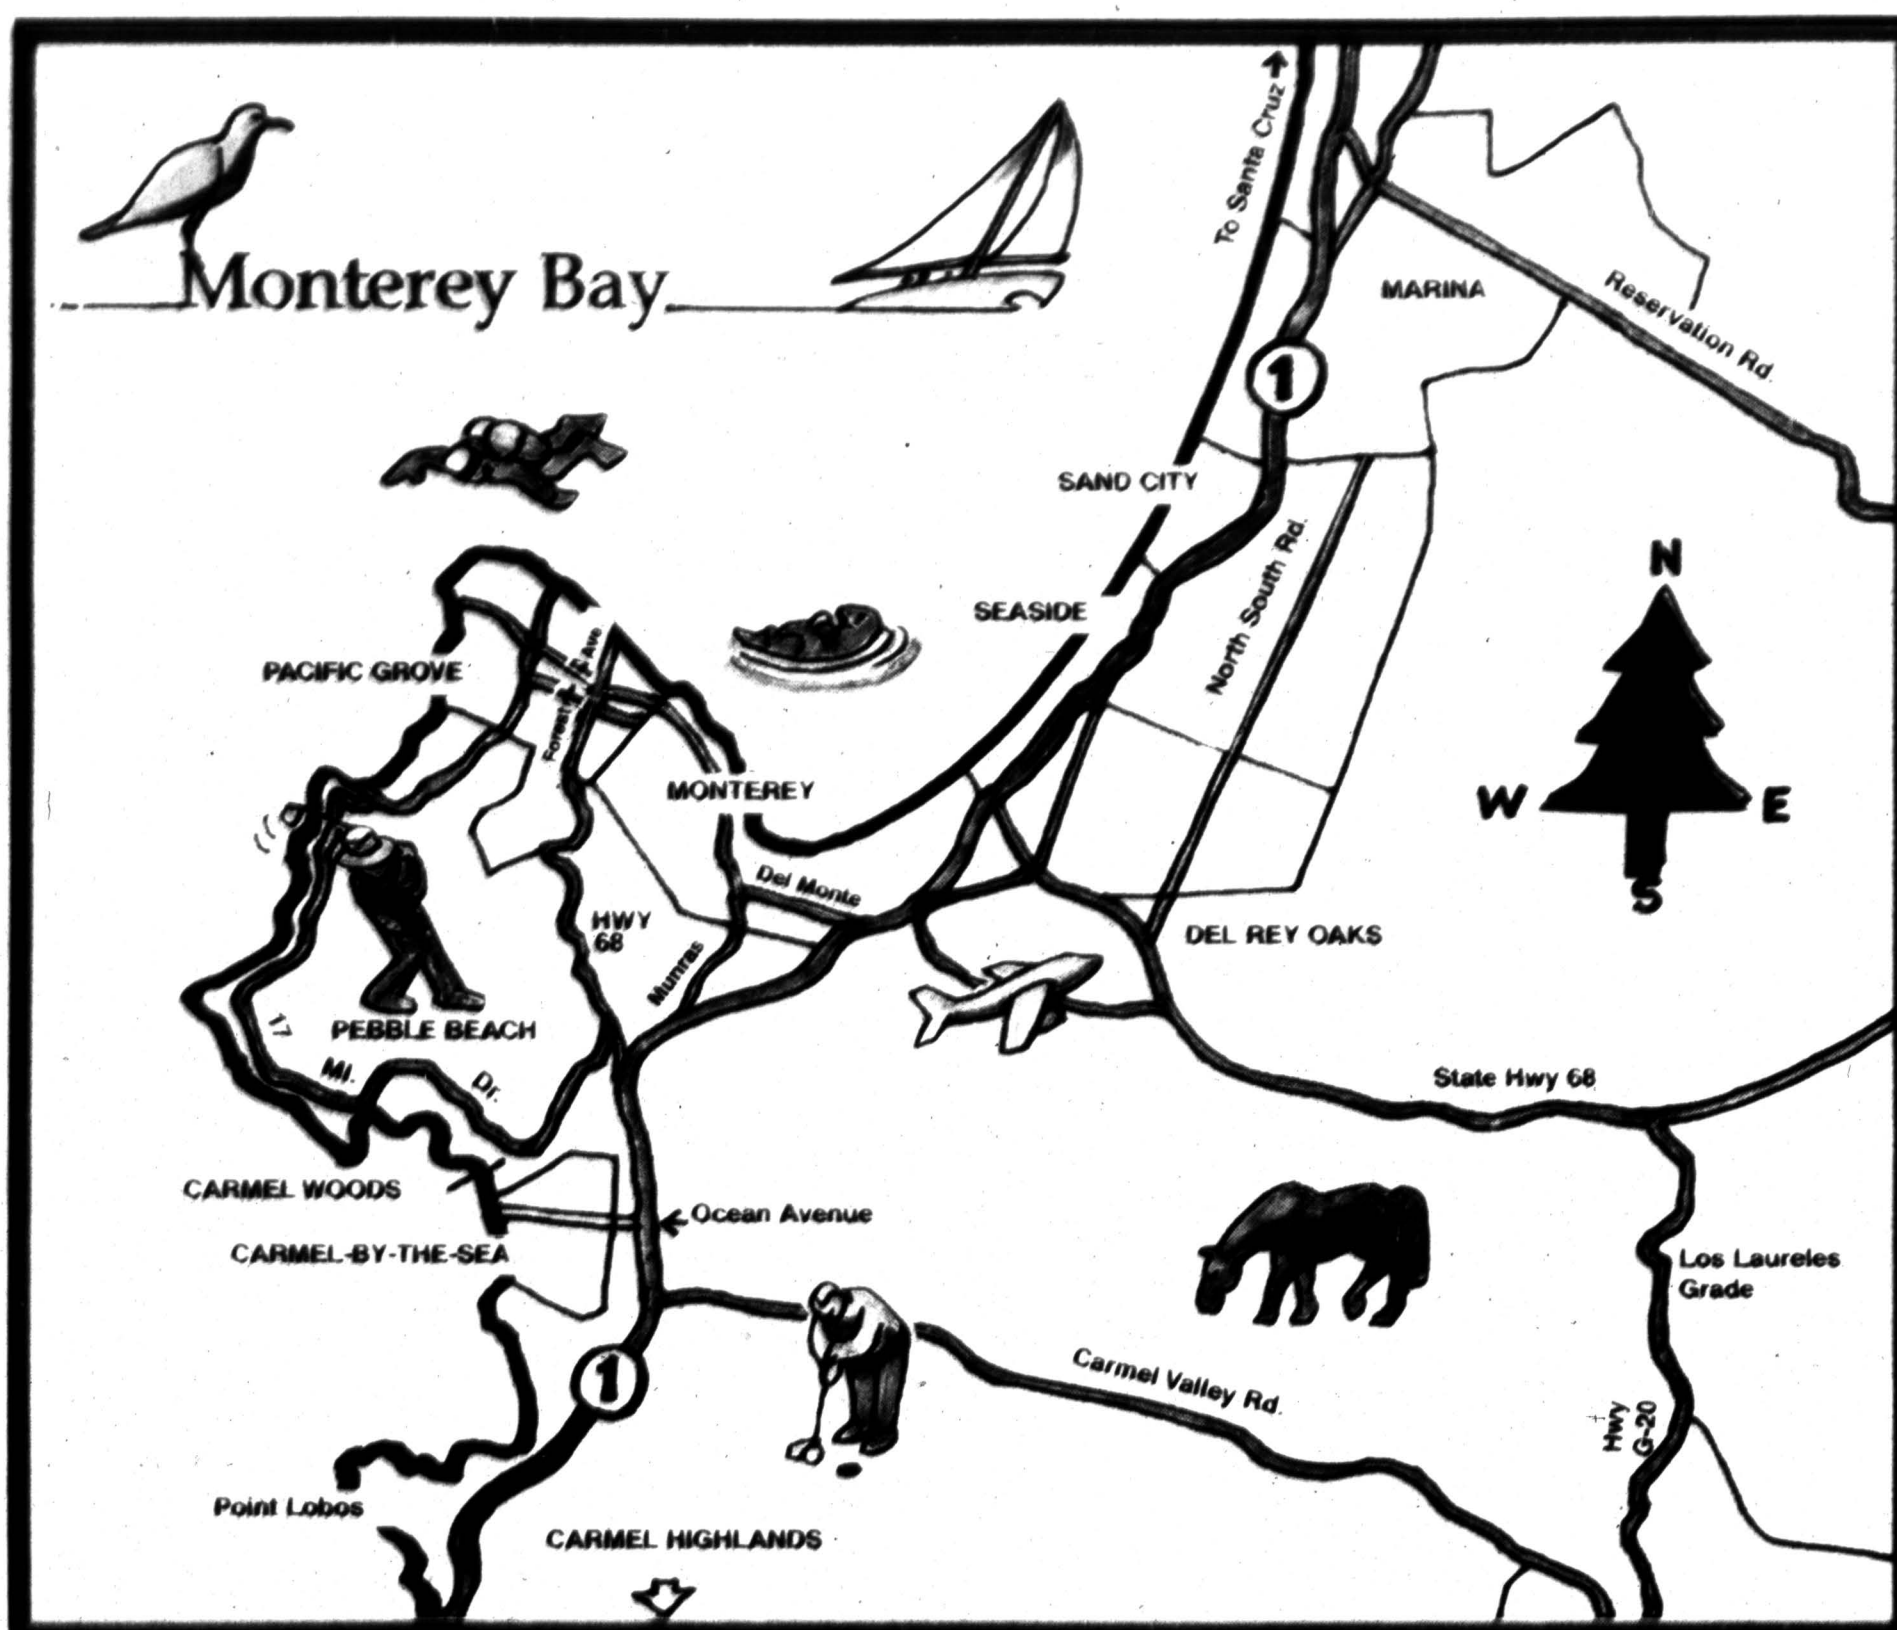 To Santa Cruz
Monterey Bay
MARINA
Reservation Rd.
1
SAND CITY
North South Rd.
N
SEASIDE
PACIFIC GROVE
Forest Ave
W
E
MONTEREY
S
Del Monte
HWY
68
DEL REY OAKS
Munras
17
PEBBLE BEACH
MI.
Dr.
State Hwy 68
CARMEL WOODS
Ocean Avenue
CARMEL-BY-THE-SEA
Los Laureles
Grade
1
Carmel Valley Rd.
Hwy
G-20
Point Lobos
CARMEL HIGHLANDS